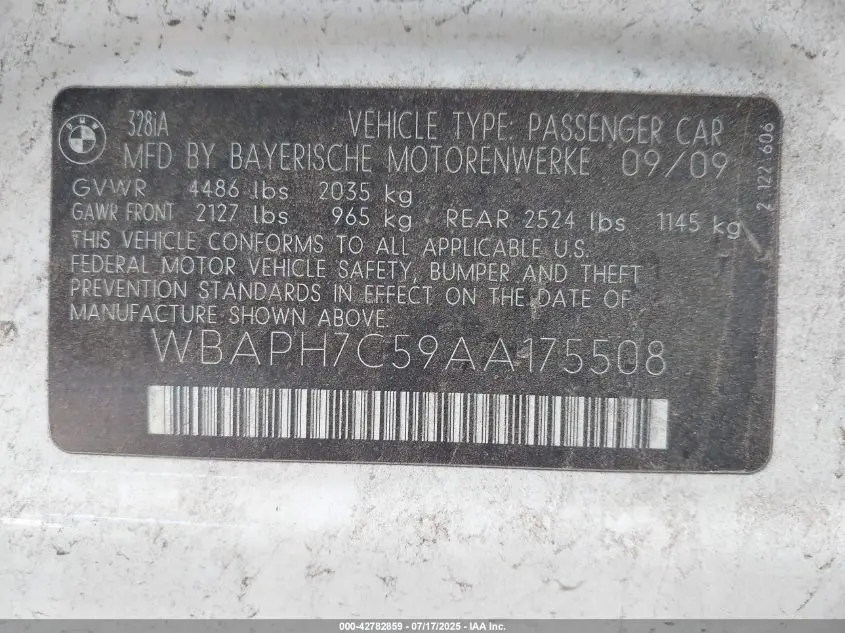 BMW
328iA VEHICLE TYPE: PASSENGER CAR
MFD BY BAYERISCHE MOTORENWERKE 09/09
GVWR 4486 lbs 2035 kg
GAWR FRONT 2127 lbs 965 kg REAR 2524 lbs 1145 kg
THIS VEHICLE CONFORMS TO ALL APPLICABLE U.S.
FEDERAL MOTOR VEHICLE SAFETY, BUMPER AND THEFT
PREVENTION STANDARDS IN EFFECT ON THE DATE OF
MANUFACTURE SHOWN ABOVE.
WBAPH7C59AA175508
2 122 606
000-42782859 - 07/17/2025 - IAA Inc.